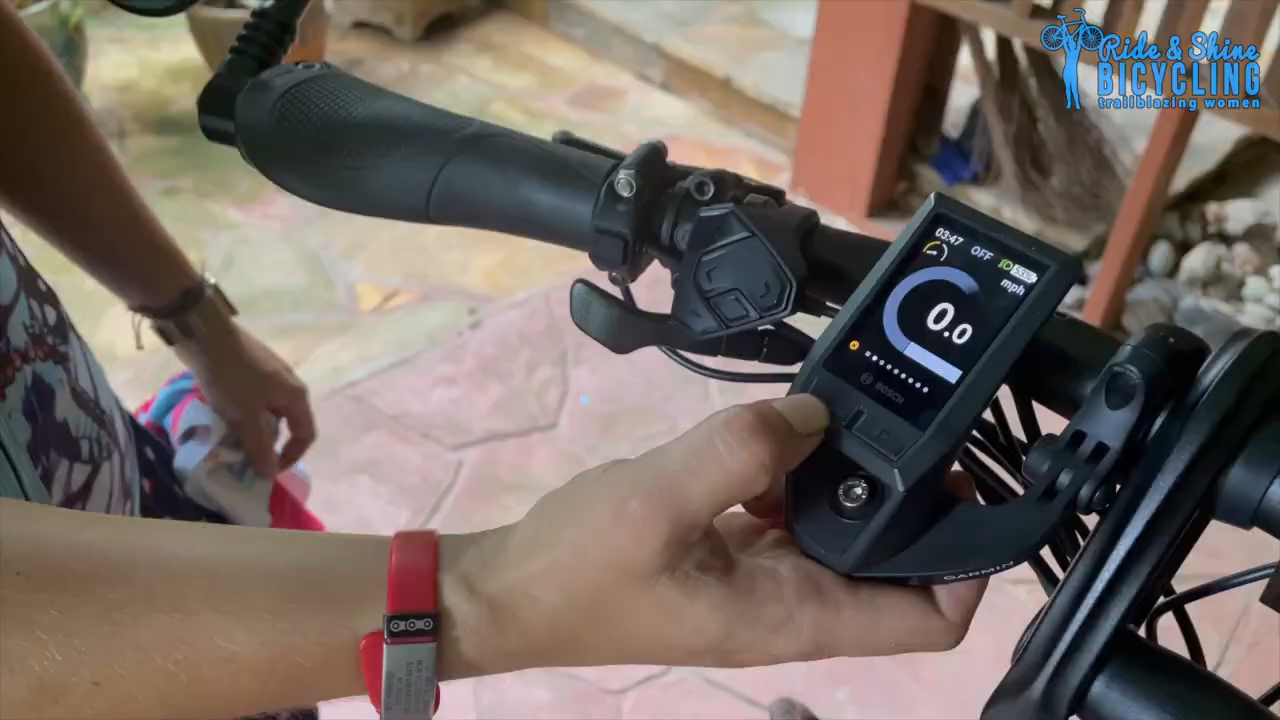 Ride & Shine
BICYCLING
trailblazing women
03:47 OFF 53%
mph
0.0
BOSCH
GARMIN